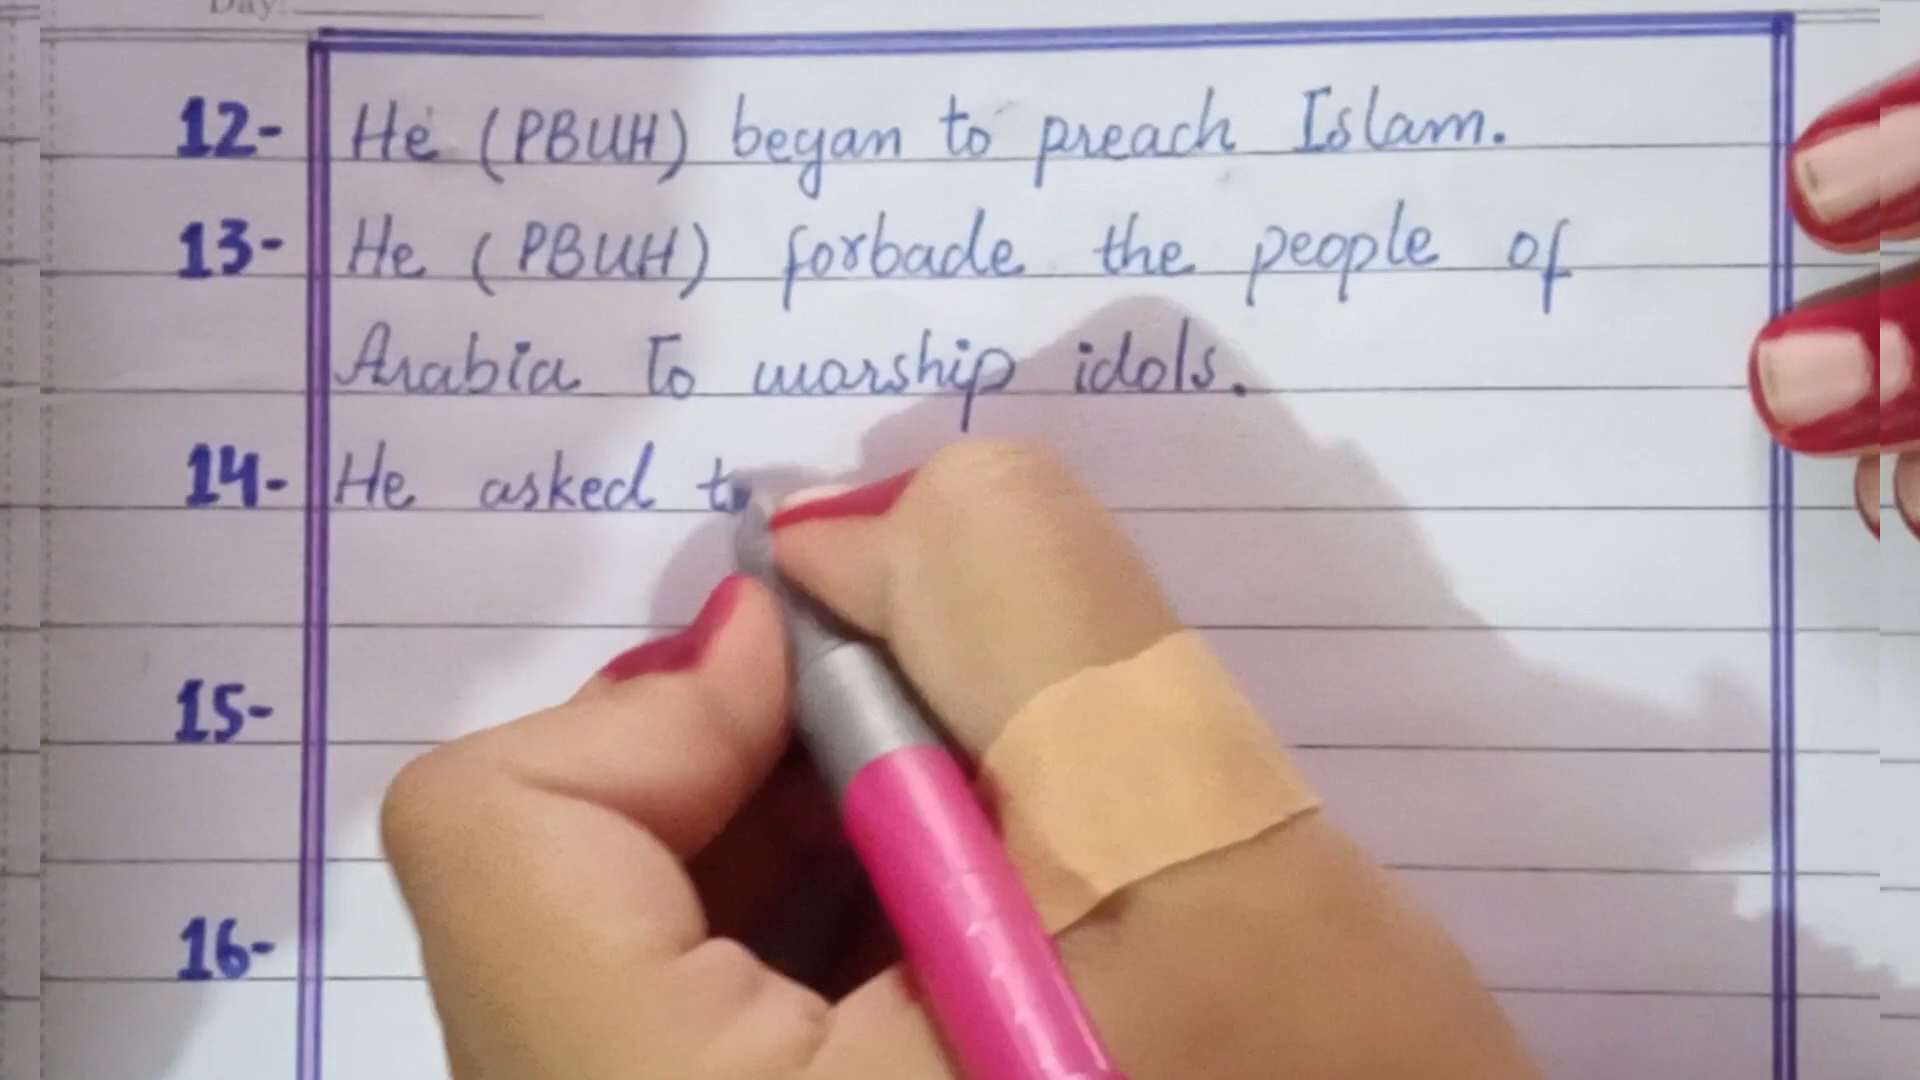 Day:
12- He (PBUH) began to preach Islam.
13- He (PBUH) forbade the people of
Arabia To worship idols.
14- He asked
15-
16-